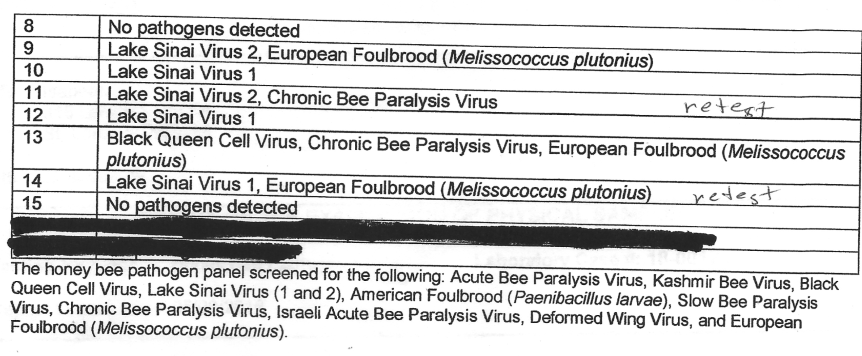 8 No pathogens detected
9 Lake Sinai Virus 2, European Foulbrood (Melissococcus plutonius)
10 Lake Sinai Virus 1
11 Lake Sinai Virus 2, Chronic Bee Paralysis Virus retest
12 Lake Sinai Virus 1
13 Black Queen Cell Virus, Chronic Bee Paralysis Virus, European Foulbrood (Melissococcus
plutonius)
14 Lake Sinai Virus 1, European Foulbrood (Melissococcus plutonius) retest
15 No pathogens detected
The honey bee pathogen panel screened for the following: Acute Bee Paralysis Virus, Kashmir Bee Virus, Black
Queen Cell Virus, Lake Sinai Virus (1 and 2), American Foulbrood (Paenibacillus larvae), Slow Bee Paralysis
Virus, Chronic Bee Paralysis Virus, Israeli Acute Bee Paralysis Virus, Deformed Wing Virus, and European
Foulbrood (Melissococcus plutonius).